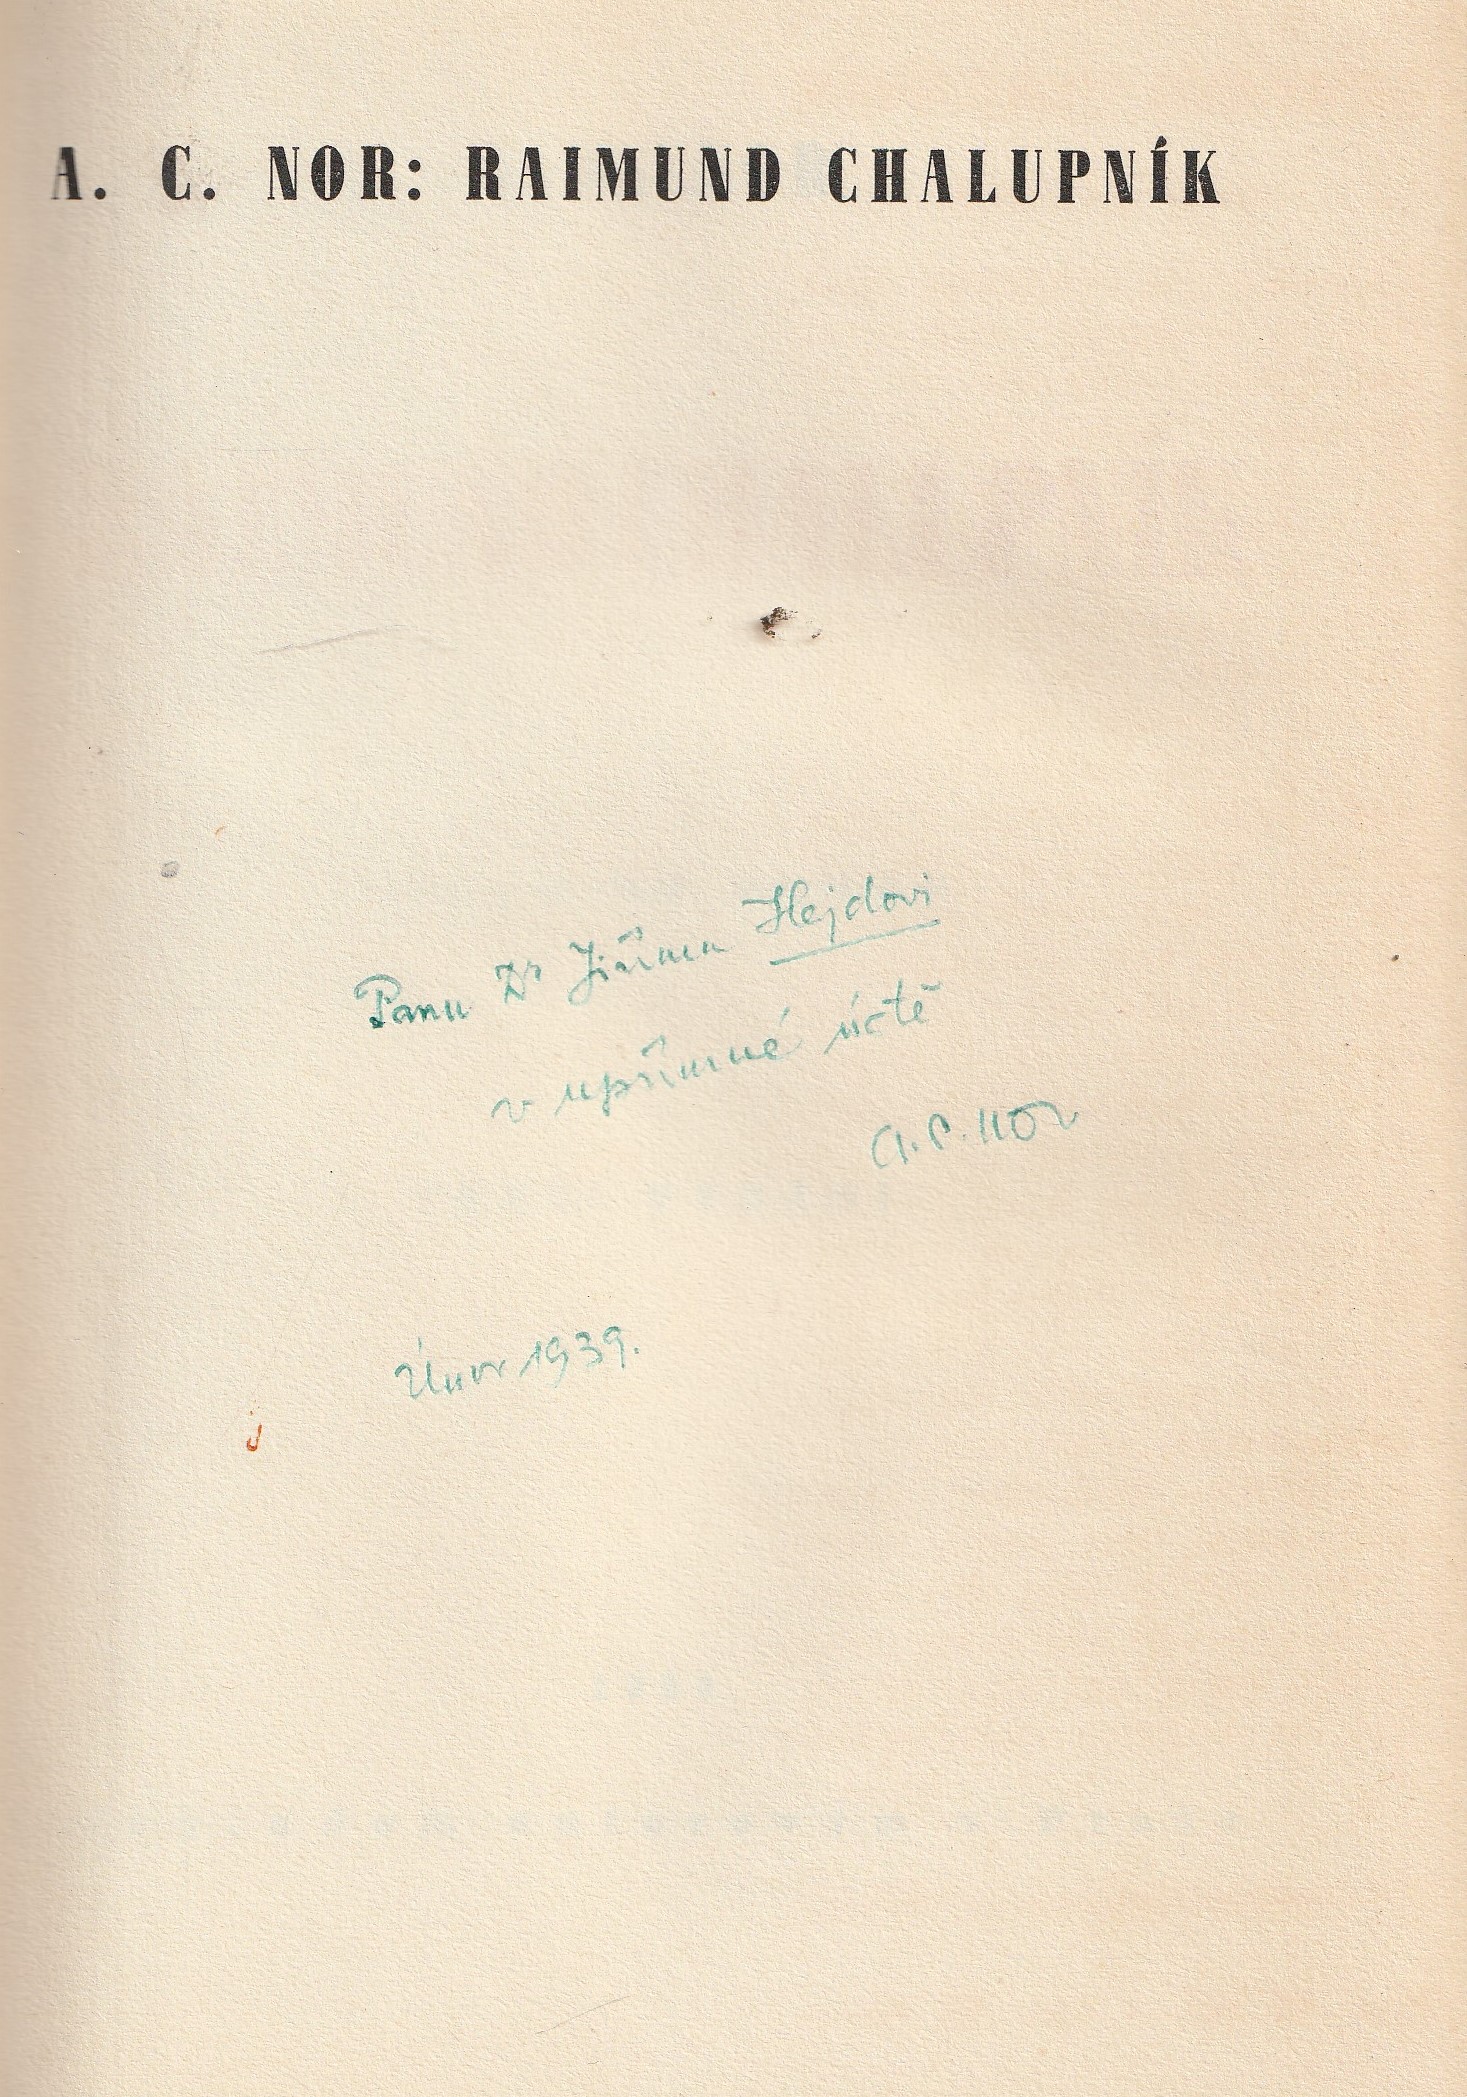 A. C. NOR: RAIMUND CHALUPNÍK
Panu Dr Jiřímu Hejdovi
v upřímné úctě
A. C. Nor
Únor 1939.